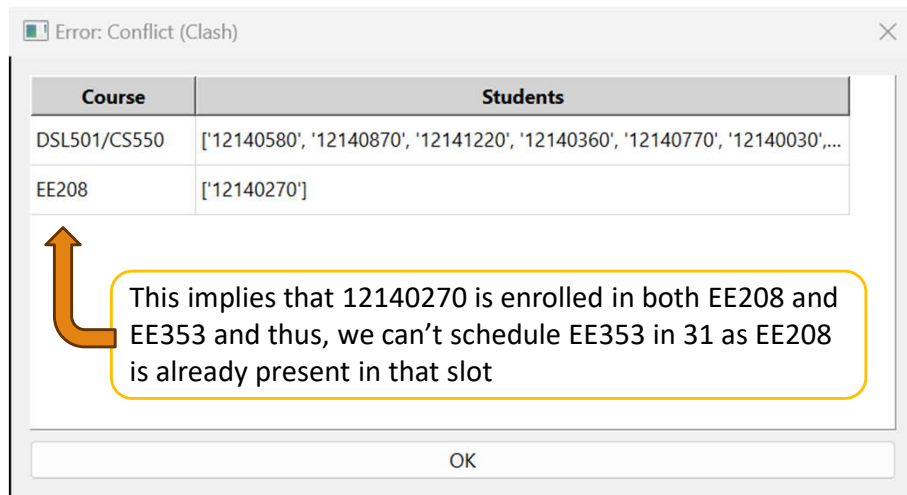 Error: Conflict (Clash)
Course Students
DSL501/CS550 ['12140580', '12140870', '12141220', '12140360', '12140770', '12140030',...
EE208 ['12140270']
This implies that 12140270 is enrolled in both EE208 and
EE353 and thus, we can’t schedule EE353 in 31 as EE208
is already present in that slot
OK